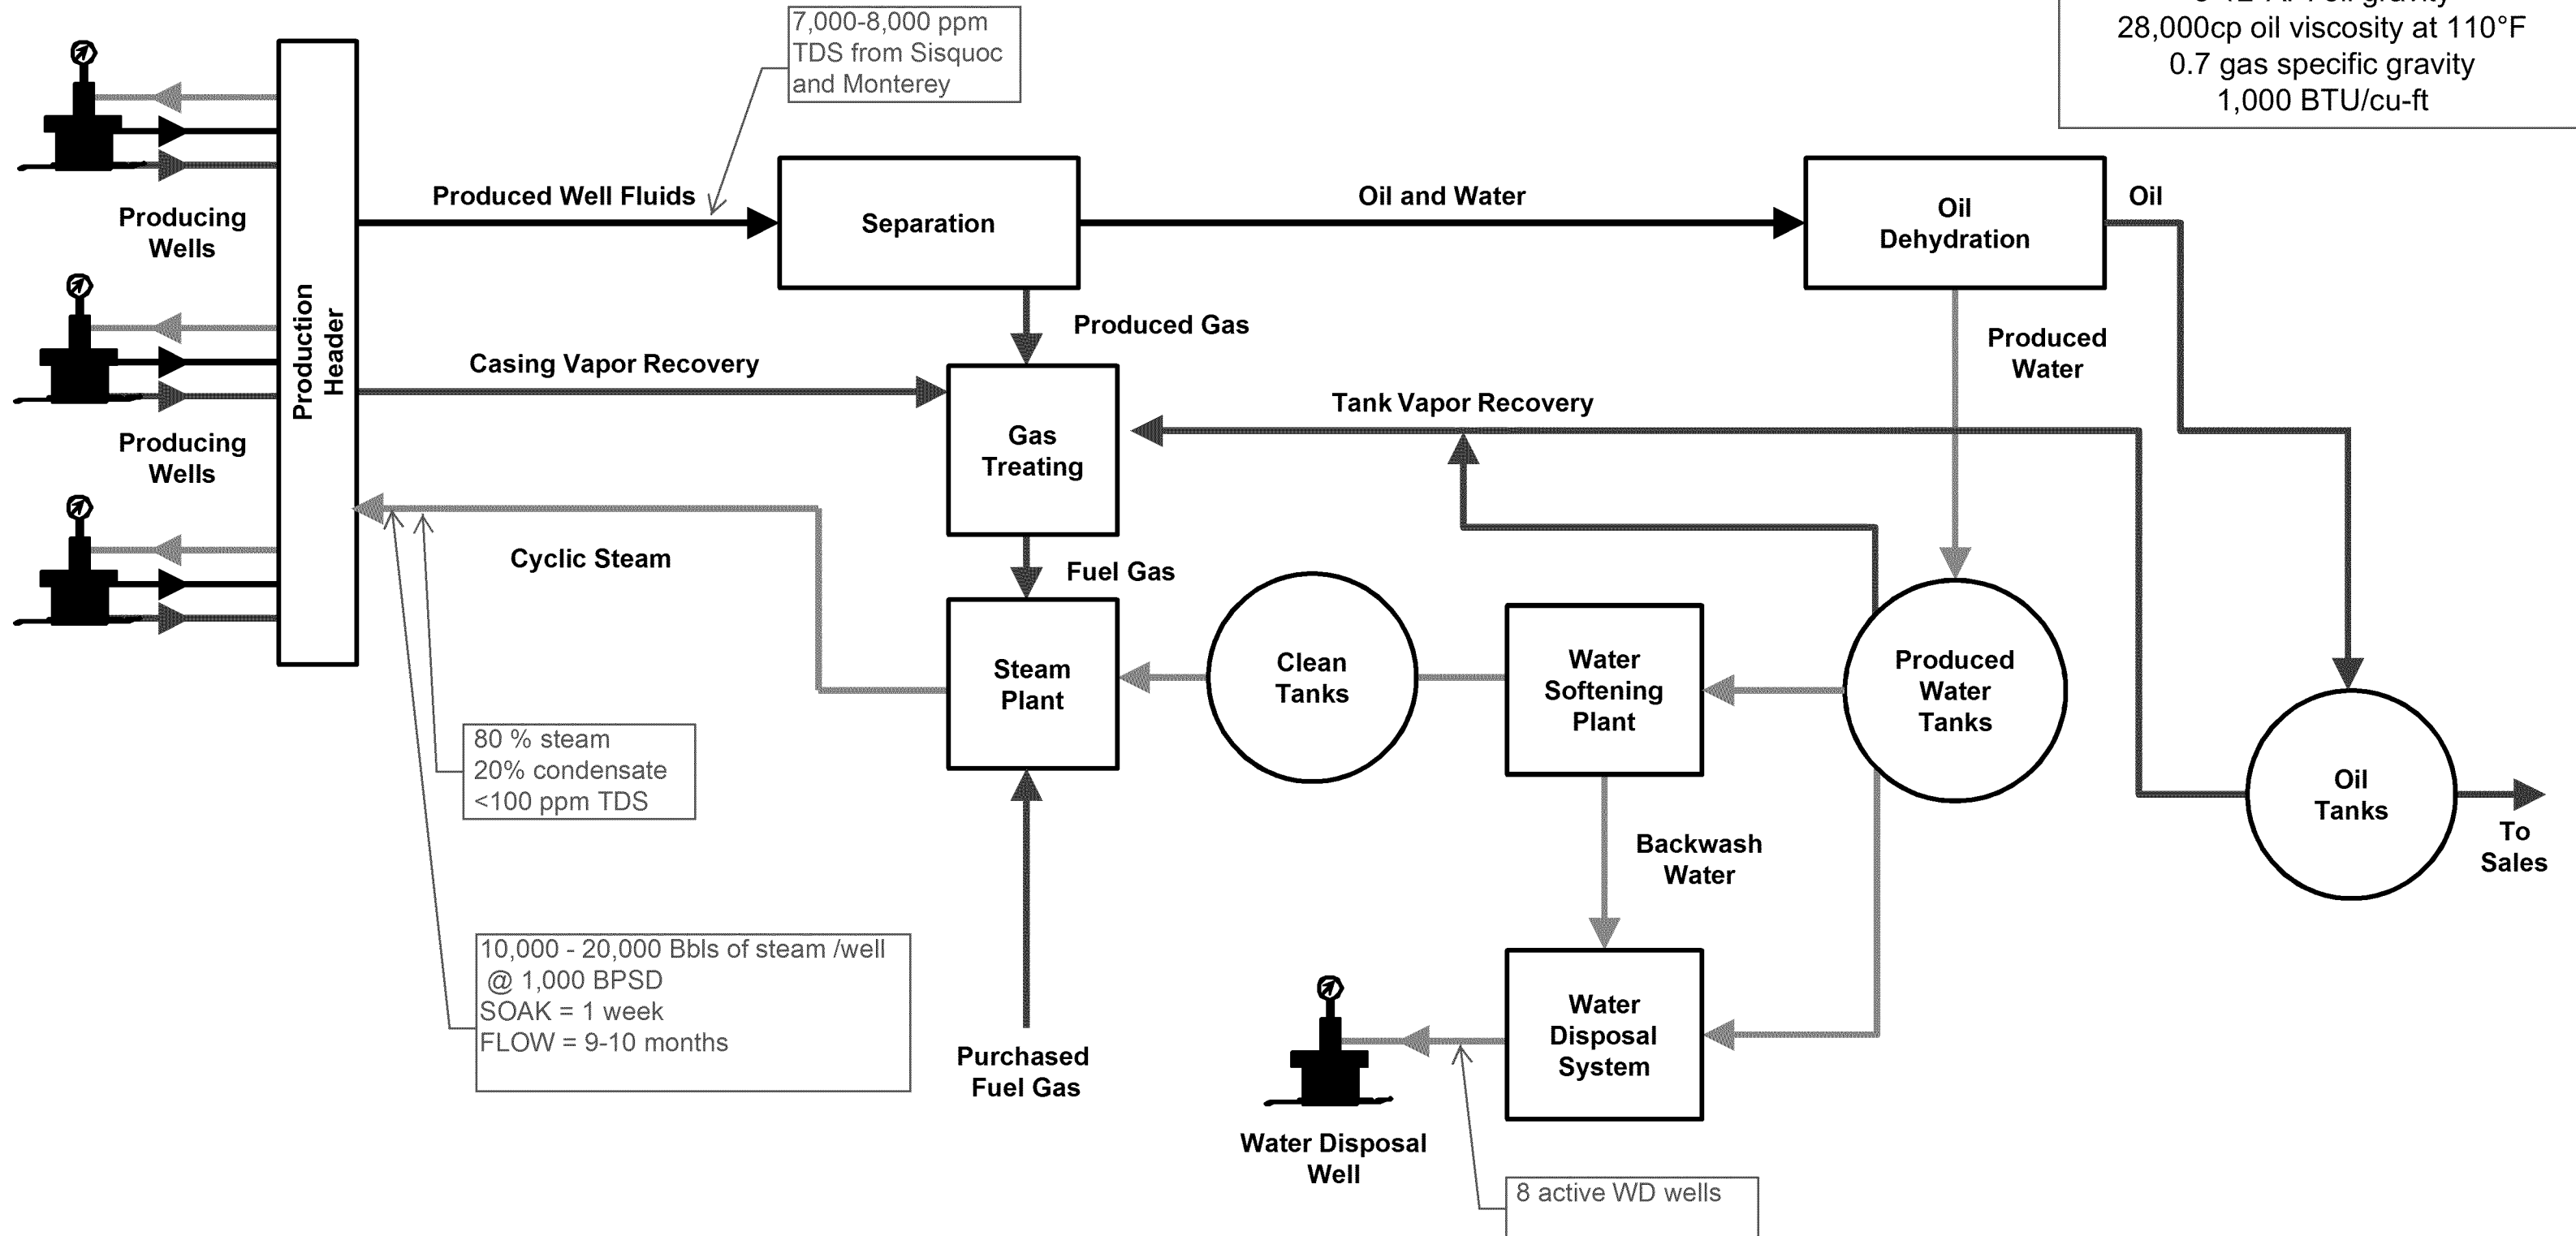 7,000-8,000 ppm
TDS from Sisquoc
and Monterey
28,000cp oil viscosity at 110°F
0.7 gas specific gravity
1,000 BTU/cu-ft
Producing
Wells
Producing
Wells
Production
Header
Produced Well Fluids
Separation
Oil and Water
Oil
Dehydration
Oil
Produced Gas
Produced
Water
Casing Vapor Recovery
Tank Vapor Recovery
Gas
Treating
Cyclic Steam
Fuel Gas
Steam
Plant
Clean
Tanks
Water
Softening
Plant
Produced
Water
Tanks
Oil
Tanks
To
Sales
80 % steam
20% condensate
<100 ppm TDS
Backwash
Water
10,000 - 20,000 Bbls of steam /well
@ 1,000 BPSD
SOAK = 1 week
FLOW = 9-10 months
Purchased
Fuel Gas
Water
Disposal
System
Water Disposal
Well
8 active WD wells